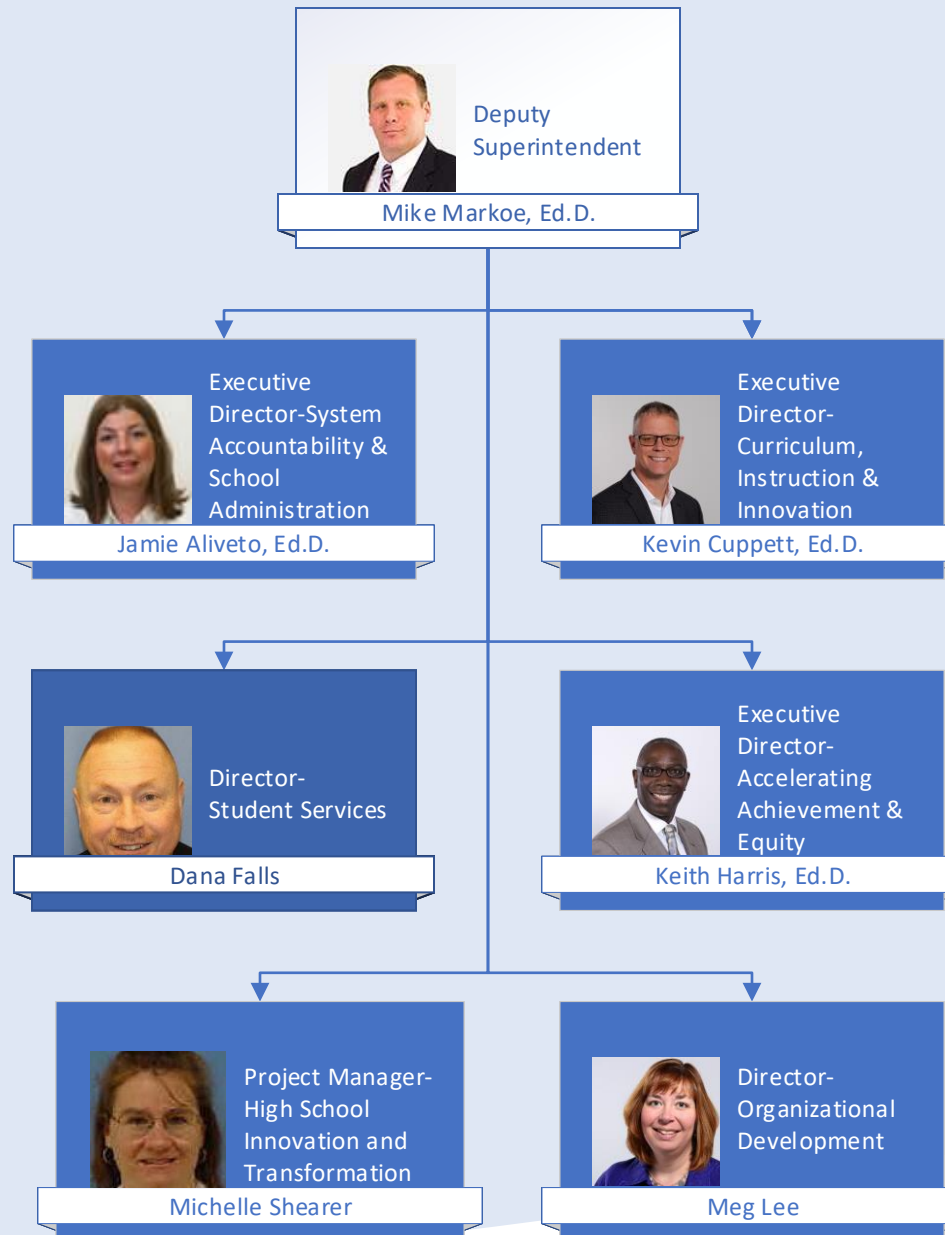 Deputy
Superintendent
Mike Markoe, Ed.D.
Executive
Director-System
Accountability &
School
Administration
Jamie Aliveto, Ed.D.
Executive
Director-
Curriculum,
Instruction &
Innovation
Kevin Cuppett, Ed.D.
Director-
Student Services
Dana Falls
Executive
Director-
Accelerating
Achievement &
Equity
Keith Harris, Ed.D.
Project Manager-
High School
Innovation and
Transformation
Michelle Shearer
Director-
Organizational
Development
Meg Lee